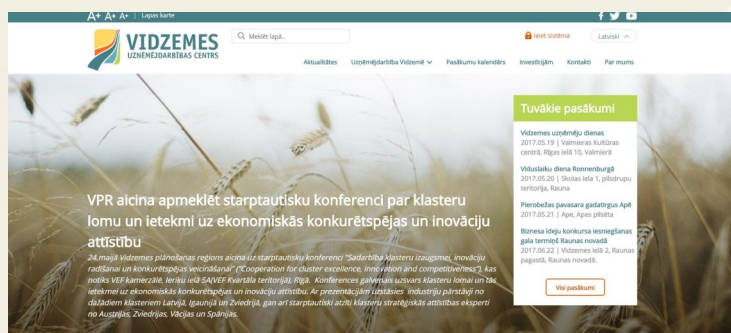 A+ A+ A+ | Lapas karte
VIDZEMES
UZŅĒMĒJDARBĪBAS CENTRS
Meklēt lapā..
Ieiet sistēmā
Latviski
Aktualitātes Uzņēmējdarbība Vidzemē Pasākumu kalendārs Investīcijām Kontakti Par mums
Tuvākie pasākumi
Vidzemes uzņēmēju dienas
2017.05.19 | Valmieras Kultūras
centrā, Rīgas ielā 10, Valmierā
Viduslaiku diena Ronnenburgā
2017.05.20 | Skolas iela 1, pilsdrupu
teritorija, Rauna
Pierobežas pavasara gadatirgus Apē
2017.05.21 | Ape, Apes pilsēta
Biznesa ideju konkursa iesniegšanas
gala termiņš Raunas novadā
2017.06.22 | Vidzemes ielā 2, Raunas
pagastā, Raunas novadā.
Visi pasākumi
VPR aicina apmeklēt starptautisku konferenci par klasteru
lomu un ietekmi uz ekonomiskās konkurētspējas un inovāciju
attīstību
24.maijā Vidzemes plānošanas reģions aicina uz starptautisku konferenci "Sadarbība klasteru izaugsmei, inovāciju
radīšanai un konkurētspējas veicināšanai" ("Cooperation for cluster excellence, innovation and competitiveness"), kas
notiks VEF kamerzālē, Ieriķu ielā 5A(VEF Kvartāla teritorijā), Rīgā. Konferences galvenais uzsvars klasteru lomai un tās
ietekmei uz ekonomiskās konkurētspējas un inovāciju attīstību. Ar prezentācijām uzstāsies industriju pārstāvji no
dažādiem klasteriem Latvijā, Igaunijā un Zviedrijā, gan arī starptautiski atzīti klasteru stratēģiskās attīstības eksperti
no Austrijas, Zviedrijas, Vācijas un Spānijas.